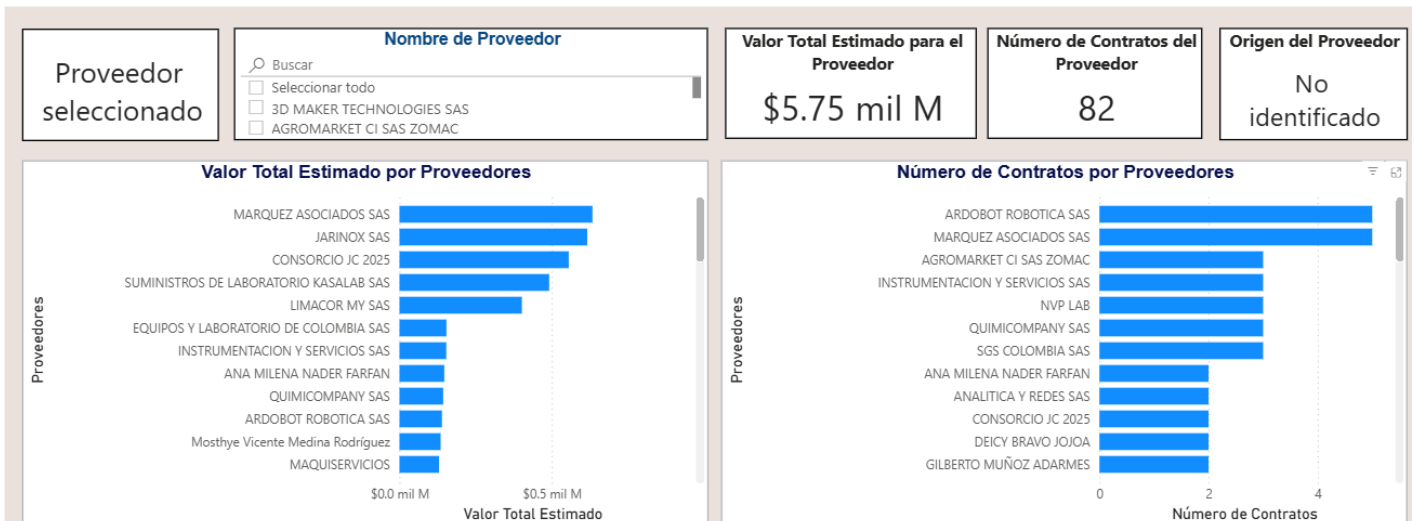 Proveedor
seleccionado
Nombre de Proveedor
Buscar
Seleccionar todo
3D MAKER TECHNOLOGIES SAS
AGROMARKET CI SAS ZOMAC
Valor Total Estimado para el
Proveedor
$5.75 mil M
Número de Contratos del
Proveedor
82
Origen del Proveedor
No
identificado
Valor Total Estimado por Proveedores
Proveedores
MARQUEZ ASOCIADOS SAS
JARINOX SAS
CONSORCIO JC 2025
SUMINISTROS DE LABORATORIO KASALAB SAS
LIMACOR MY SAS
EQUIPOS Y LABORATORIO DE COLOMBIA SAS
INSTRUMENTACION Y SERVICIOS SAS
ANA MILENA NADER FARFAN
QUIMICOMPANY SAS
ARDOBOT ROBOTICA SAS
Mosthye Vicente Medina Rodríguez
MAQUISERVICIOS
$0.0 mil M $0.5 mil M
Valor Total Estimado
Número de Contratos por Proveedores
Proveedores
ARDOBOT ROBOTICA SAS
MARQUEZ ASOCIADOS SAS
AGROMARKET CI SAS ZOMAC
INSTRUMENTACION Y SERVICIOS SAS
NVP LAB
QUIMICOMPANY SAS
SGS COLOMBIA SAS
ANA MILENA NADER FARFAN
ANALITICA Y REDES SAS
CONSORCIO JC 2025
DEICY BRAVO JOJOA
GILBERTO MUÑOZ ADARMES
0 2 4
Número de Contratos